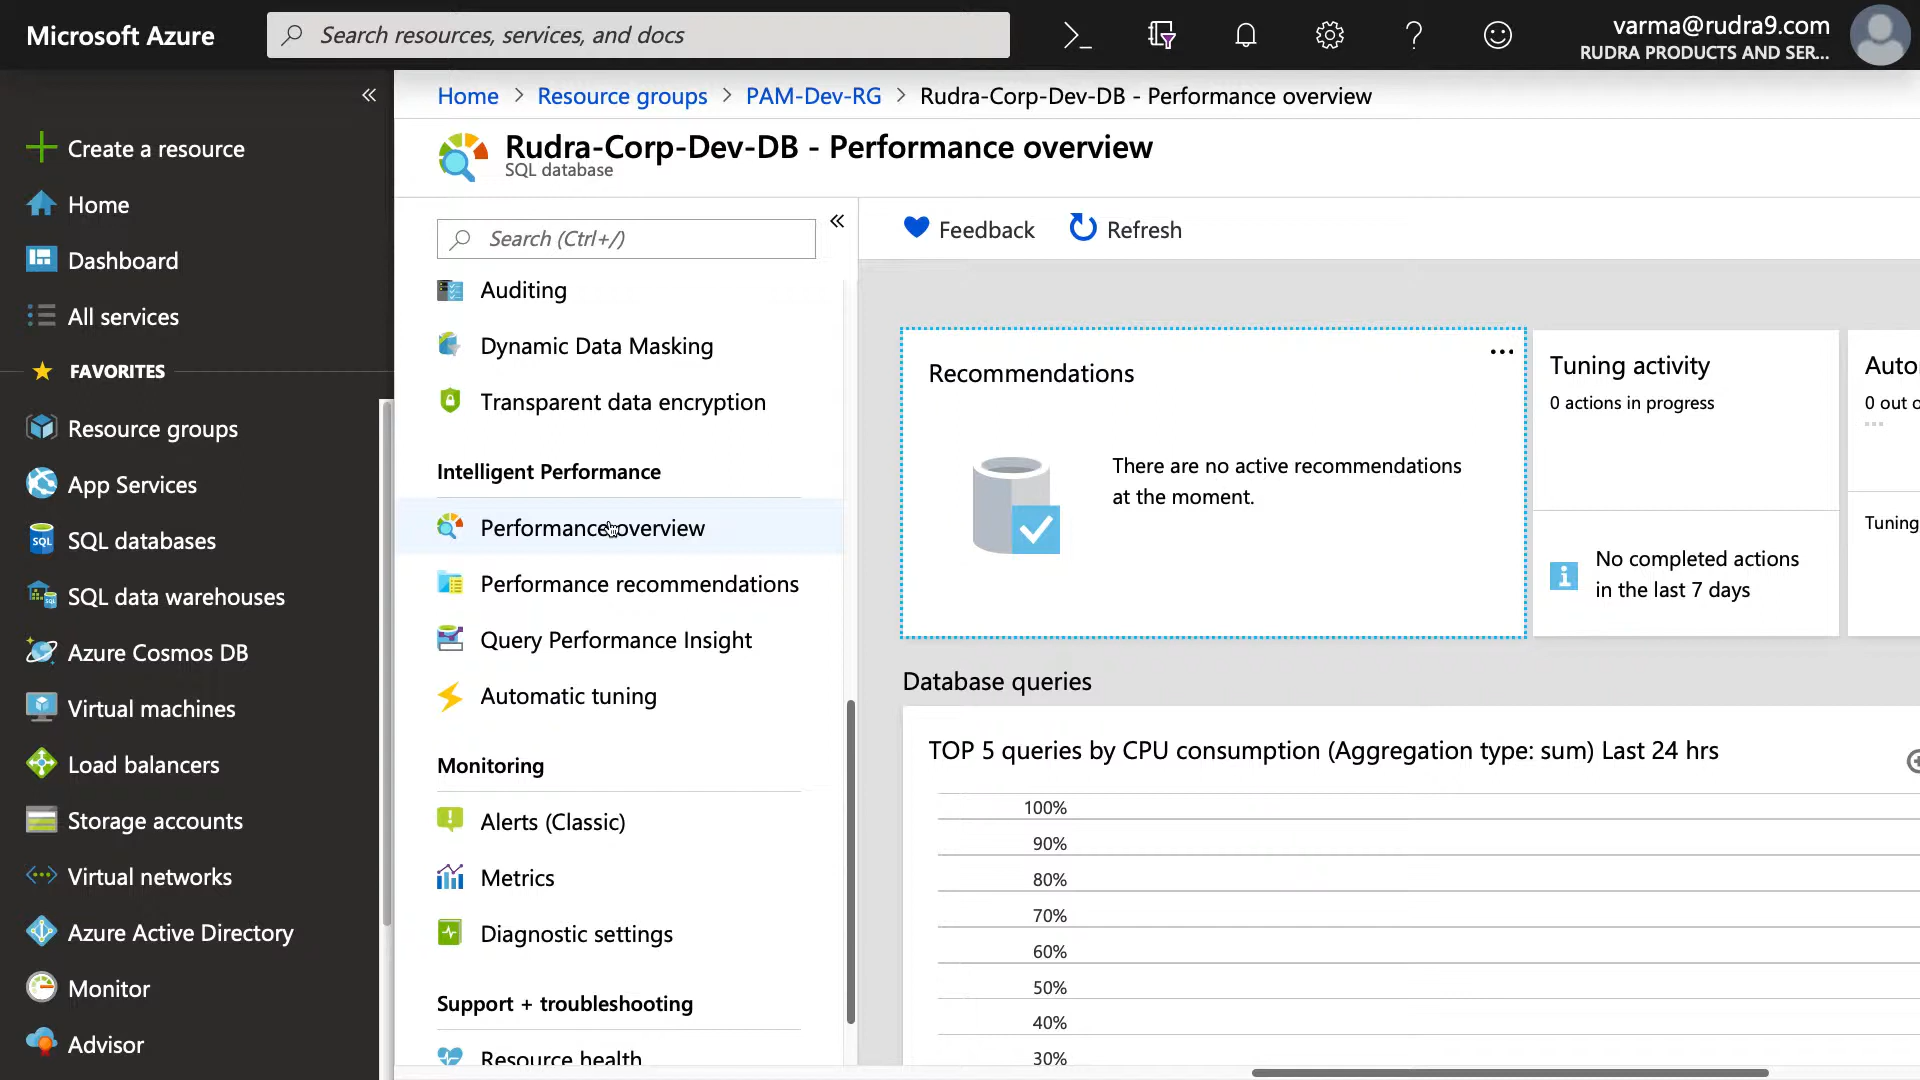 Microsoft Azure
Search resources, services, and docs
varma@rudra9.com
RUDRA PRODUCTS AND SER...
Create a resource
Home
Dashboard
All services
FAVORITES
Resource groups
App Services
SQL databases
SQL data warehouses
Azure Cosmos DB
Virtual machines
Load balancers
Storage accounts
Virtual networks
Azure Active Directory
Monitor
Advisor
Home > Resource groups > PAM-Dev-RG > Rudra-Corp-Dev-DB - Performance overview
Rudra-Corp-Dev-DB - Performance overview
SQL database
Search (Ctrl+/)
Auditing
Dynamic Data Masking
Transparent data encryption
Intelligent Performance
Performance overview
Performance recommendations
Query Performance Insight
Automatic tuning
Monitoring
Alerts (Classic)
Metrics
Diagnostic settings
Support + troubleshooting
Resource health
Feedback
Refresh
Recommendations
There are no active recommendations
at the moment.
Tuning activity
0 actions in progress
No completed actions
in the last 7 days
Auto
0 out o
Tuning
Database queries
TOP 5 queries by CPU consumption (Aggregation type: sum) Last 24 hrs
100%
90%
80%
70%
60%
50%
40%
30%